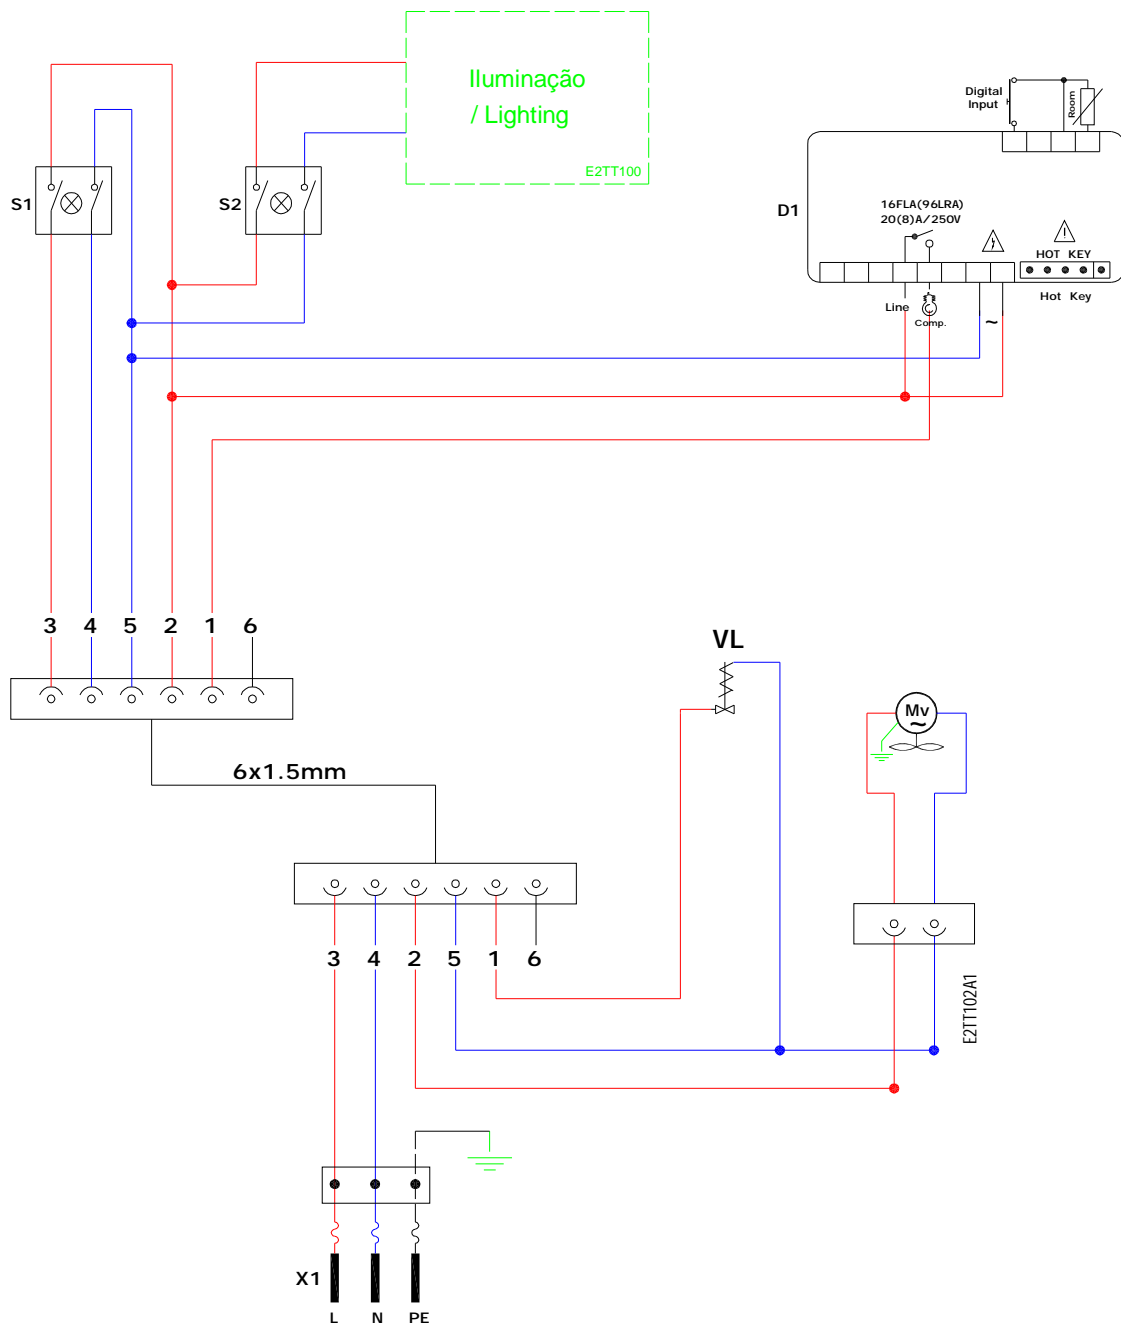 Iluminação
/ Lighting
E2TT100
Digital
Input
Room
S1
S2
D1
16FLA(96LRA)
20(8)A/250V
HOT KEY
Hot Key
Line
Comp.
~
3 4 5 2 1 6
VL
Mv
~
6x1.5mm
3 4 2 5 1 6
E2TT102A1
X1
L N PE